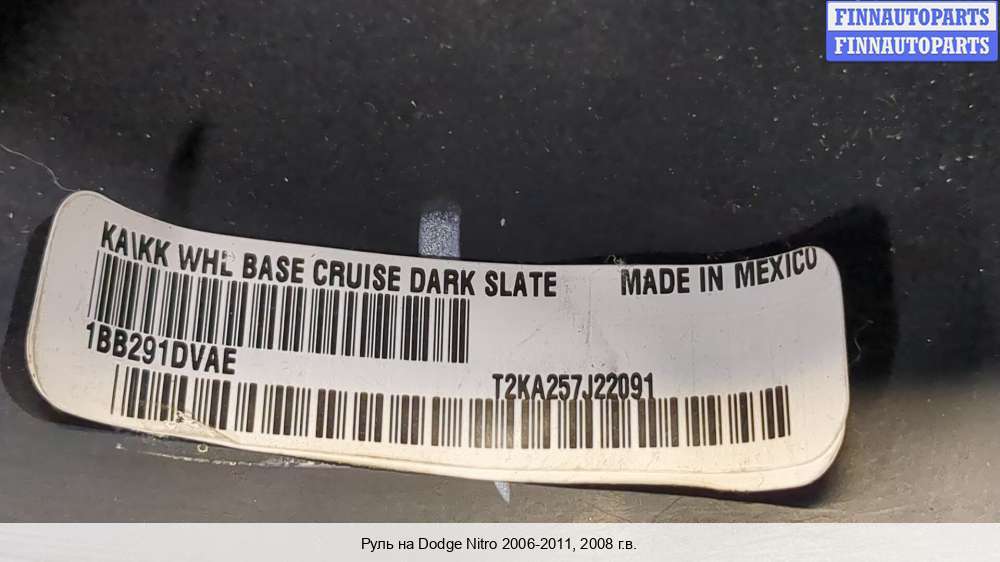 FINNAUTOPARTS
FINNAUTOPARTS
KA\KK WHL BASE CRUISE DARK SLATE MADE IN MEXICO
1BB291DVAE
T2KA257J22091
Руль на Dodge Nitro 2006-2011, 2008 г.в.